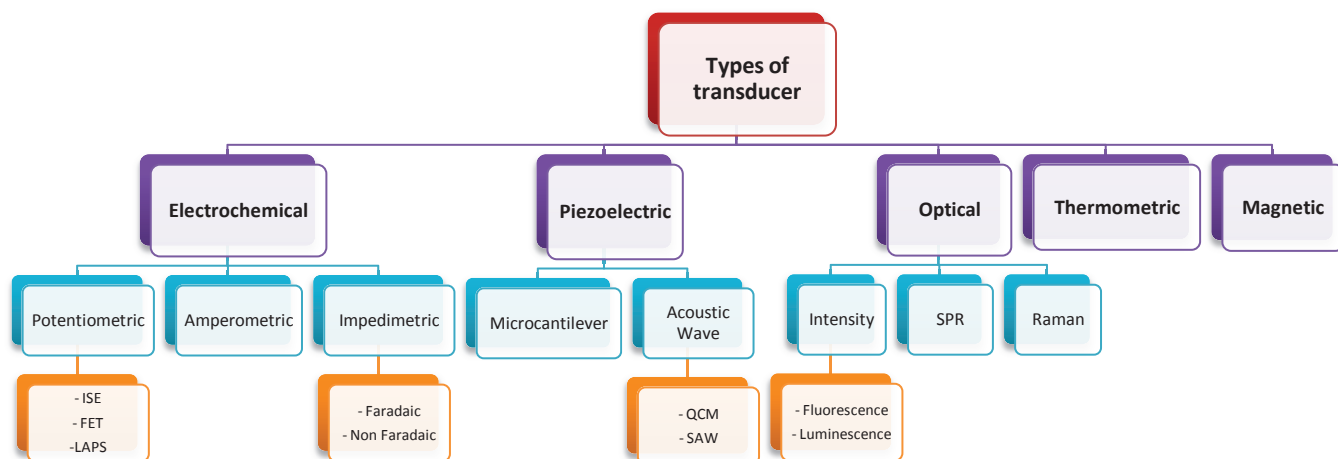 Types of
transducer
Electrochemical
Piezoelectric
Optical
Thermometric
Magnetic
Potentiometric
Amperometric
Impedimetric
Microcantilever
Acoustic
Wave
Intensity
SPR
Raman
- ISE
- FET
-LAPS
- Faradaic
- Non Faradaic
- QCM
- SAW
- Fluorescence
- Luminescence